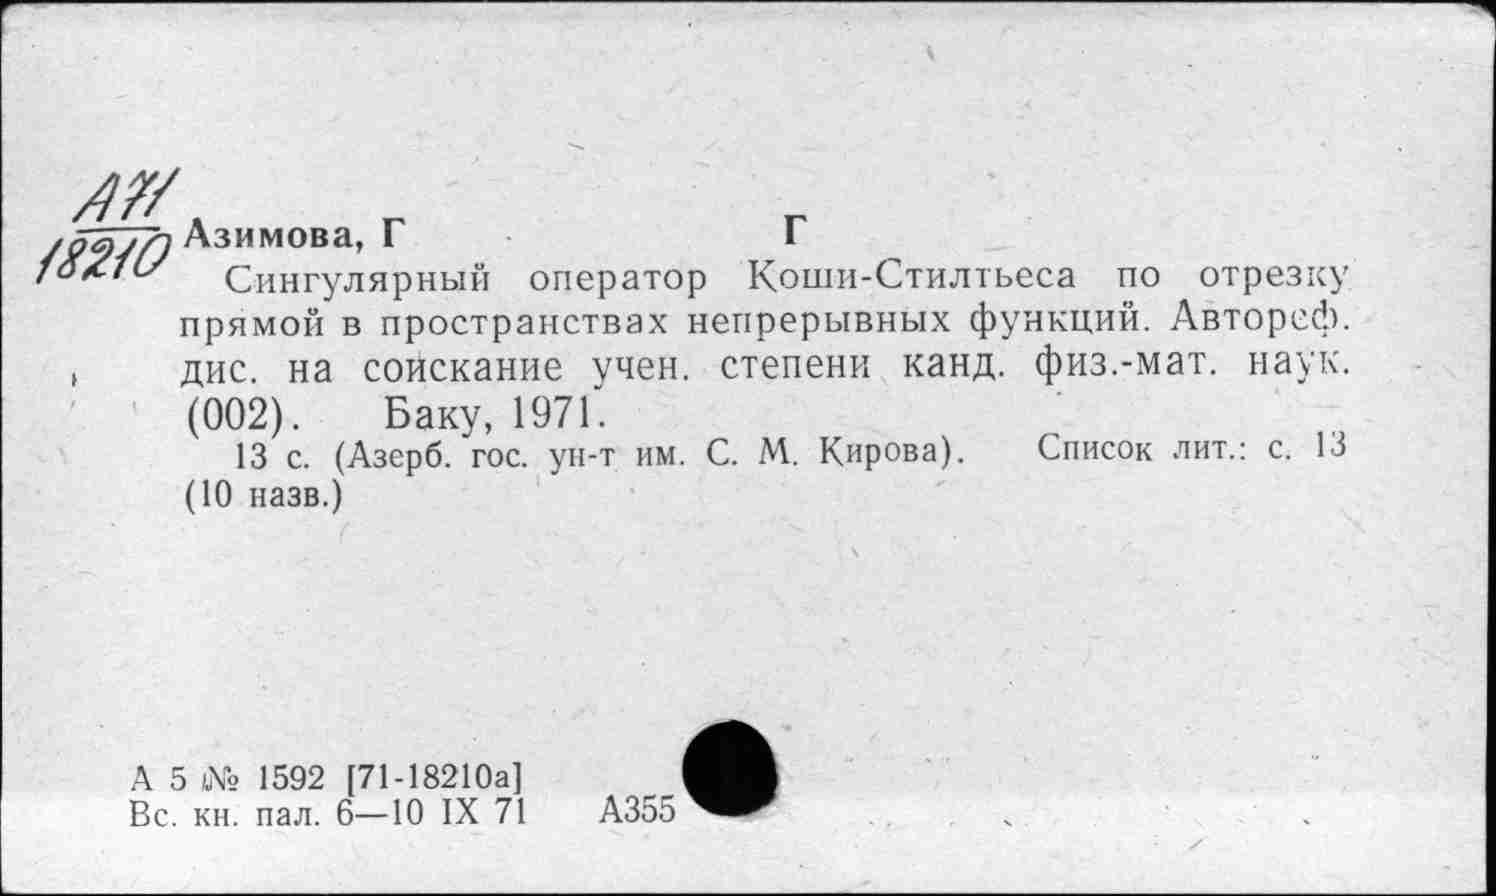 А71
18210
Азимова, Г Г
Сингулярный оператор Коши-Стилтьеса по отрезку
прямой в пространствах непрерывных функций. Автореф.
дис. на соискание учен. степени канд. физ.-мат. наук.
(002). Баку, 1971.
13 с. (Азерб. гос. ун-т им. С. М. Кирова). Список лит.: с. 13
(10 назв.)
А 5 № 1592 [71-18210а]
Вс. кн. пал. 6—10 IX 71 А355